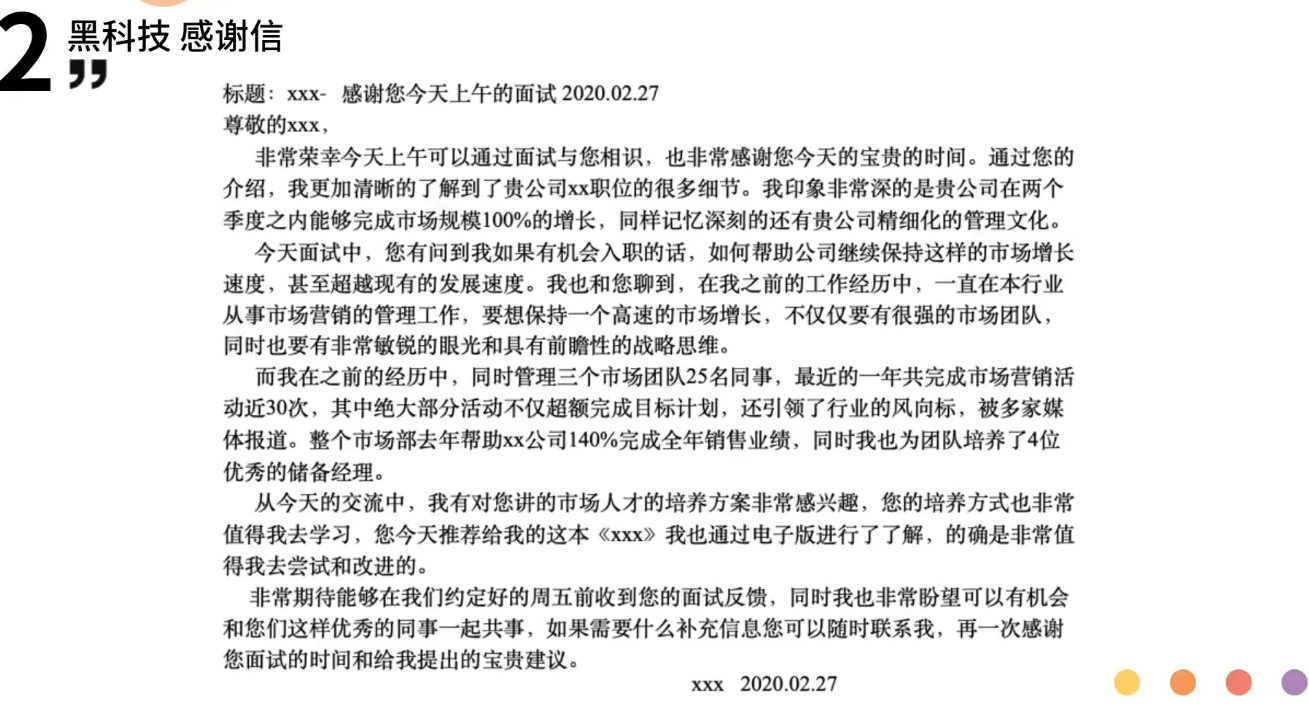 2 黑科技 感谢信
”
标题：xxx- 感谢您今天上午的面试 2020.02.27
尊敬的xxx，
非常荣幸今天上午可以通过面试与您相识，也非常感谢您今天的宝贵的时间。通过您的
介绍，我更加清晰的了解到了贵公司xx职位的很多细节。我印象非常深的是贵公司在两个
季度之内能够完成市场规模100%的增长，同样记忆深刻的还有贵公司精细化的管理文化。
今天面试中，您有问到我如果有机会入职的话，如何帮助公司继续保持这样的市场增长
速度，甚至超越现有的发展速度。我也和您聊到，在我之前的工作经历中，一直在本行业
从事市场营销的管理工作，要想保持一个高速的市场增长，不仅仅要有很强的市场团队，
同时也要有非常敏锐的眼光和具有前瞻性的战略思维。
而我在之前的经历中，同时管理三个市场团队25名同事，最近的一年共完成市场营销活
动近30次，其中绝大部分活动不仅超额完成目标计划，还引领了行业的风向标，被多家媒
体报道。整个市场部去年帮助xx公司140%完成全年销售业绩，同时我也为团队培养了4位
优秀的储备经理。
从今天的交流中，我有对您讲的市场人才的培养方案非常感兴趣，您的培养方式也非常
值得我去学习，您今天推荐给我的这本《xxx》我也通过电子版进行了了解，的确是非常值
得我去尝试和改进的。
非常期待能够在我们约定好的周五前收到您的面试反馈，同时我也非常盼望可以有机会
和您们这样优秀的同事一起共事，如果需要什么补充信息您可以随时联系我，再一次感谢
您面试的时间和给我提出的宝贵建议。
xxx 2020.02.27